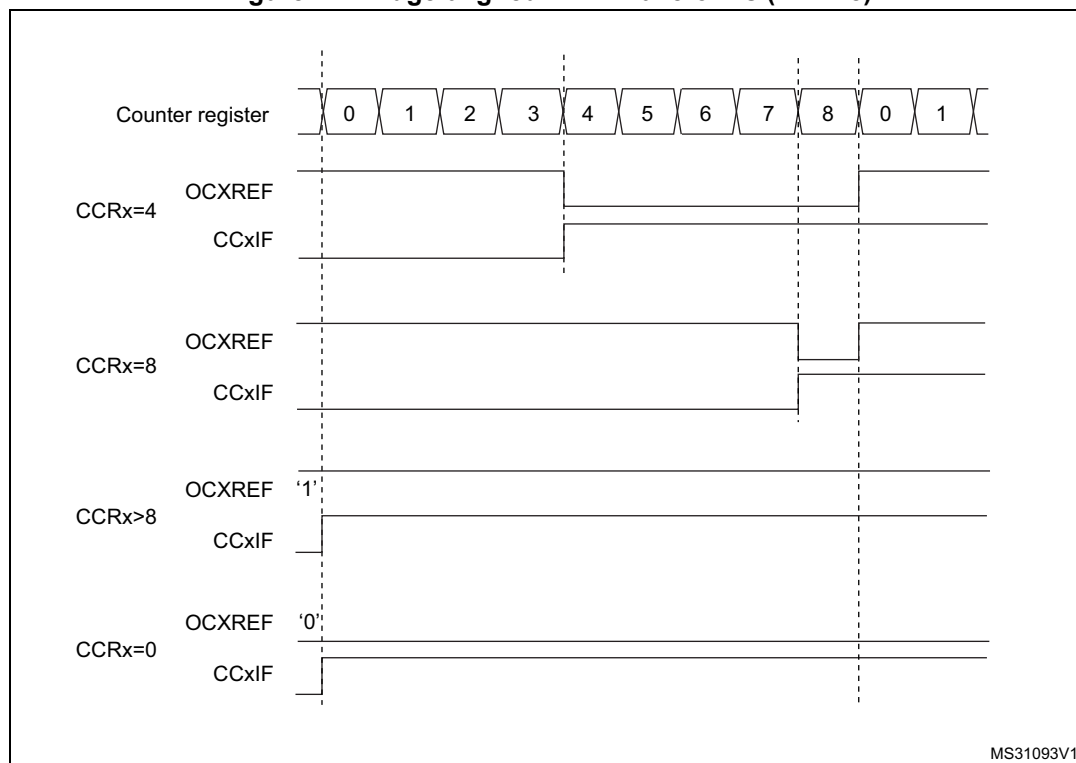 Counter register 0 1 2 3 4 5 6 7 8 0 1
OCXREF
CCRx=4
CCxIF
OCXREF
CCRx=8
CCxIF
OCXREF ‘1’
CCRx>8
CCxIF
OCXREF ‘0’
CCRx=0
CCxIF
MS31093V1